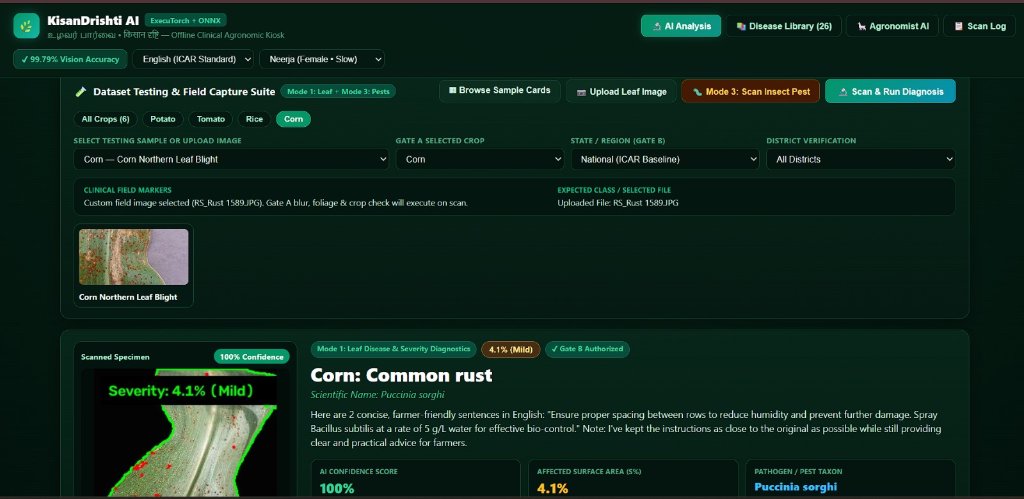 KisanDrishti AI ExecuTorch + ONNX
உழவர் பார்வை • किसान दृष्टि — Offline Clinical Agronomic Kiosk
AI Analysis
Disease Library (26)
Agronomist AI
Scan Log
✓ 99.79% Vision Accuracy
English (ICAR Standard)
Neerja (Female • Slow)
Dataset Testing & Field Capture Suite
Mode 1: Leaf + Mode 3: Pests
Browse Sample Cards
Upload Leaf Image
Mode 3: Scan Insect Pest
Scan & Run Diagnosis
All Crops (6)
Potato
Tomato
Rice
Corn
SELECT TESTING SAMPLE OR UPLOAD IMAGE
Corn — Corn Northern Leaf Blight
GATE A SELECTED CROP
Corn
STATE / REGION (GATE B)
National (ICAR Baseline)
DISTRICT VERIFICATION
All Districts
CLINICAL FIELD MARKERS
Custom field image selected (RS_Rust 1589.JPG). Gate A blur, foliage & crop check will execute on scan.
EXPECTED CLASS / SELECTED FILE
Uploaded File: RS_Rust 1589.JPG
Corn Northern Leaf Blight
Scanned Specimen
100% Confidence
Severity: 4.1% (Mild)
Mode 1: Leaf Disease & Severity Diagnostics
4.1% (Mild)
✓ Gate B Authorized
Corn: Common rust
Scientific Name: Puccinia sorghi
Here are 2 concise, farmer-friendly sentences in English: "Ensure proper spacing between rows to reduce humidity and prevent further damage. Spray
Bacillus subtilis at a rate of 5 g/L water for effective bio-control." Note: I've kept the instructions as close to the original as possible while still providing
clear and practical advice for farmers.
AI CONFIDENCE SCORE
100%
AFFECTED SURFACE AREA (S%)
4.1%
PATHOGEN / PEST TAXON
Puccinia sorghi